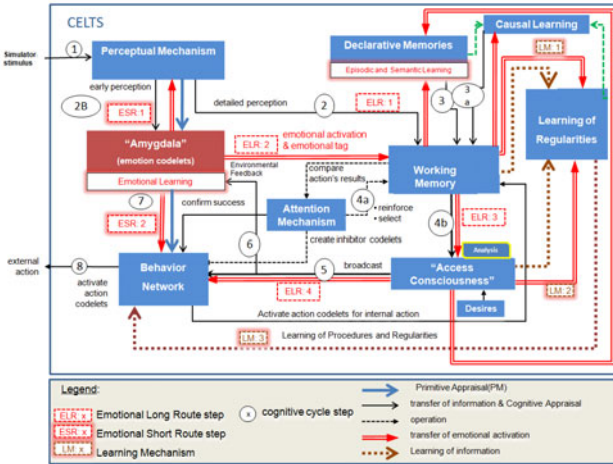 CELTS
Simulator
stimulus
1
Perceptual Mechanism
Declarative Memories
Episodic and Semantic Learning
Causal Learning
LM: 1
early perception
2B
ESR: 1
detailed perception
2
ELR: 1
3
3
a
Learning of
Regularities
"Amygdala"
(emotion codelets)
Emotional Learning
ELR: 2
emotional activation
& emotional tag
Environmental
Feedback
Working
Memory
compare
action's results
7
ESR: 2
confirm success
Attention
Mechanism
4a
reinforce
select
4b
ELR: 3
6
create inhibitor codelets
Analysis
external
action
8
activate
action
codelets
Behavior
Network
5
broadcast
ELR: 4
"Access
Consciousness"
Desires
LM: 2
Activate action codelets for internal action
LM: 3
Learning of Procedures and Regularities
Legend:
ELR: x
Emotional Long Route step
ESR: x
Emotional Short Route step
LM: x
Learning Mechanism
x
cognitive cycle step
Primitive Appraisal(PM)
transfer of information & Cognitive Appraisal
operation
transfer of emotional activation
Learning of information